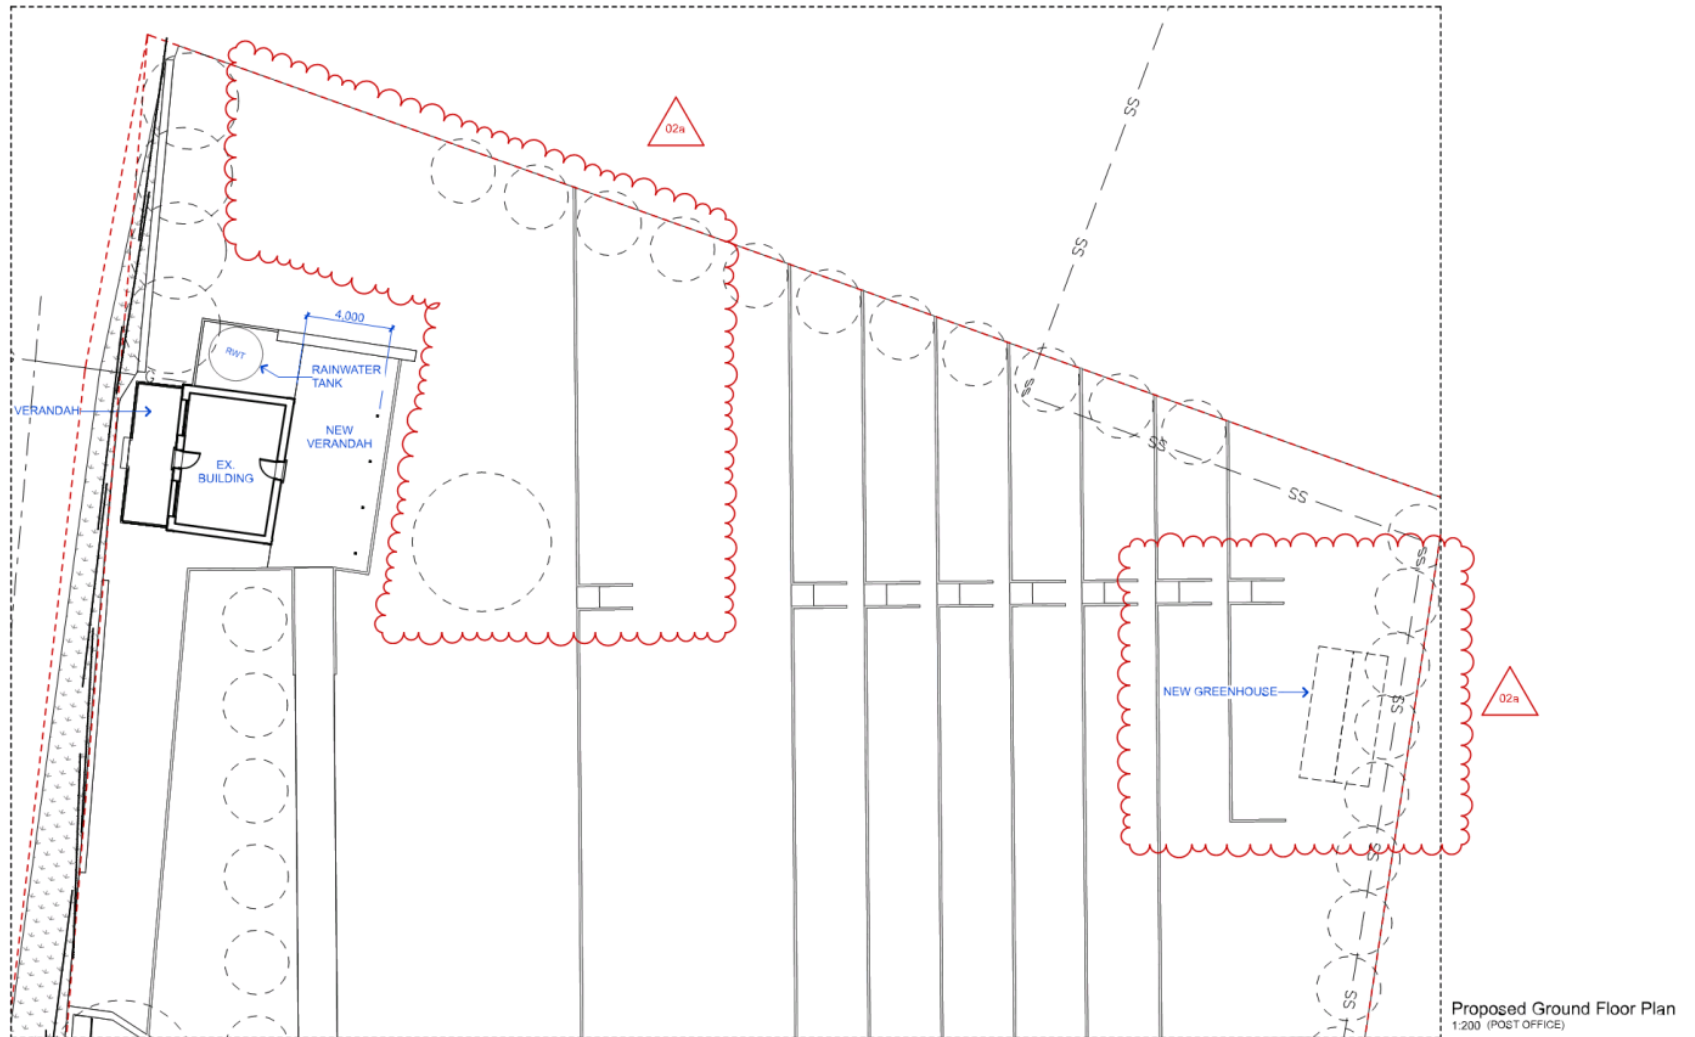 02a
SS
SS
4,000
RWT
RAINWATER
TANK
SS
VERANDAH
NEW
VERANDAH
SS
EX.
BUILDING
SS
SS
NEW GREENHOUSE
02a
SS
SS
SS
Proposed Ground Floor Plan
1:200 (POST OFFICE)